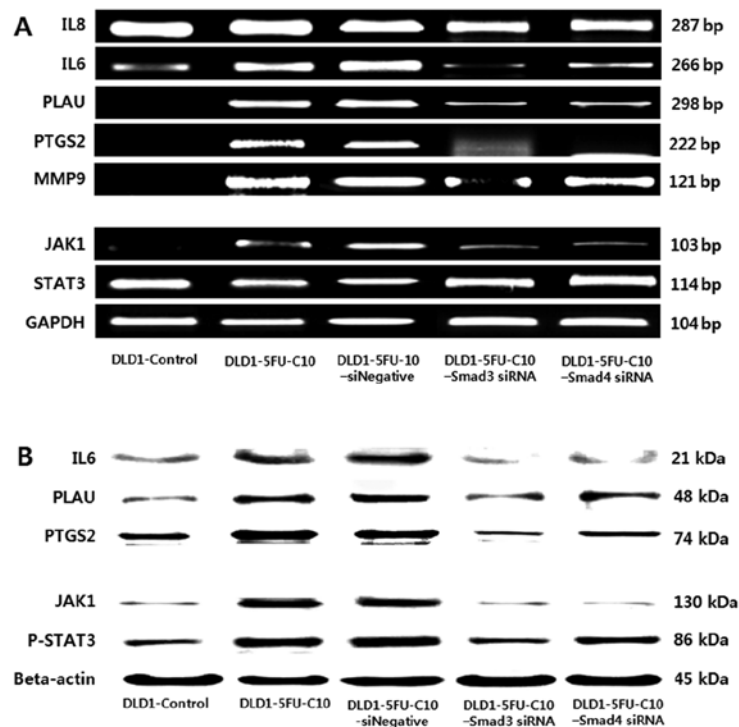 A
IL8 287 bp
IL6 266 bp
PLAU 298 bp
PTGS2 222 bp
MMP9 121 bp
JAK1 103 bp
STAT3 114 bp
GAPDH 104 bp
DLD1-Control DLD1-5FU-C10 DLD1-5FU-10 DLD1-5FU-C10 DLD1-5FU-C10
-siNegative -Smad3 siRNA -Smad4 siRNA
B
IL6 21 kDa
PLAU 48 kDa
PTGS2 74 kDa
JAK1 130 kDa
P-STAT3 86 kDa
Beta-actin 45 kDa
DLD1-Control DLD1-5FU-C10 DLD1-5FU-C10 DLD1-5FU-C10 DLD1-5FU-C10
-siNegative -Smad3 siRNA -Smad4 siRNA